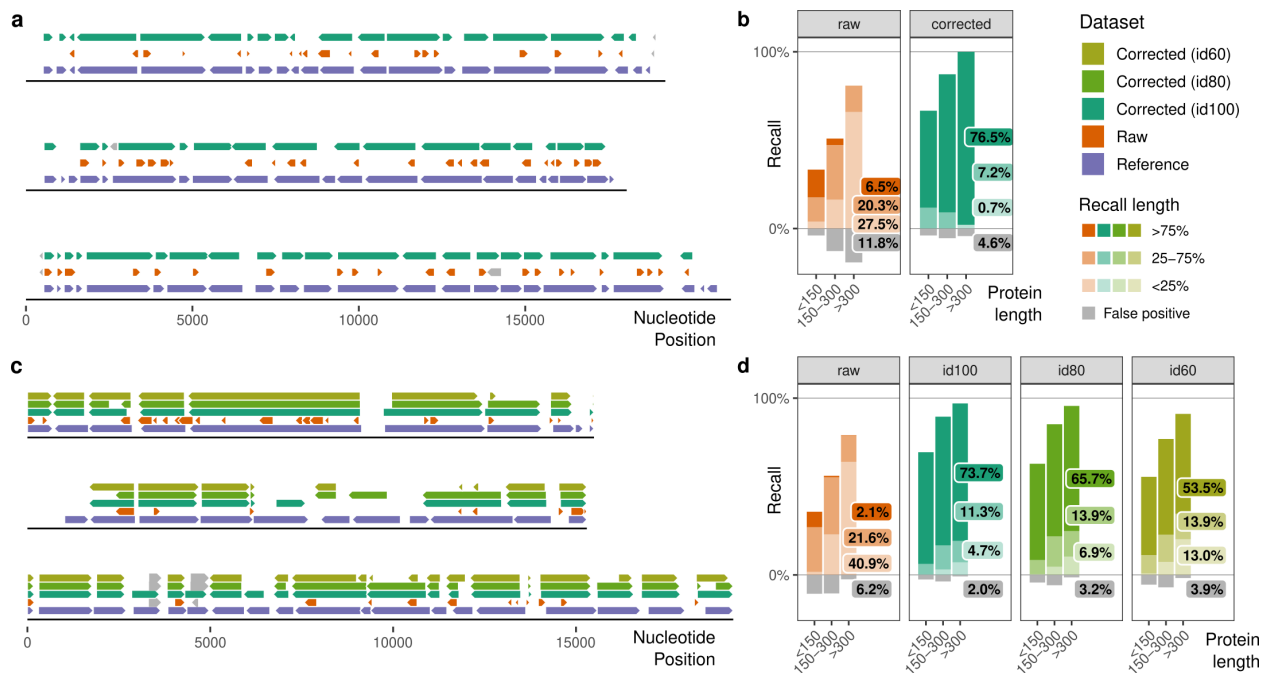 a
0
5000
10000
15000
Nucleotide
Position
b
raw
corrected
100%
0%
Recall
6.5%
20.3%
27.5%
11.8%
76.5%
7.2%
0.7%
4.6%
<150
150−300
>300
<150
150−300
>300
Protein
length
Dataset
Corrected (id60)
Corrected (id80)
Corrected (id100)
Raw
Reference
Recall length
>75%
25−75%
<25%
False positive
c
0
5000
10000
15000
Nucleotide
Position
d
raw
id100
id80
id60
100%
0%
Recall
2.1%
21.6%
40.9%
6.2%
73.7%
11.3%
4.7%
2.0%
65.7%
13.9%
6.9%
3.2%
53.5%
13.9%
13.0%
3.9%
<150
150−300
>300
<150
150−300
>300
<150
150−300
>300
<150
150−300
>300
Protein
length